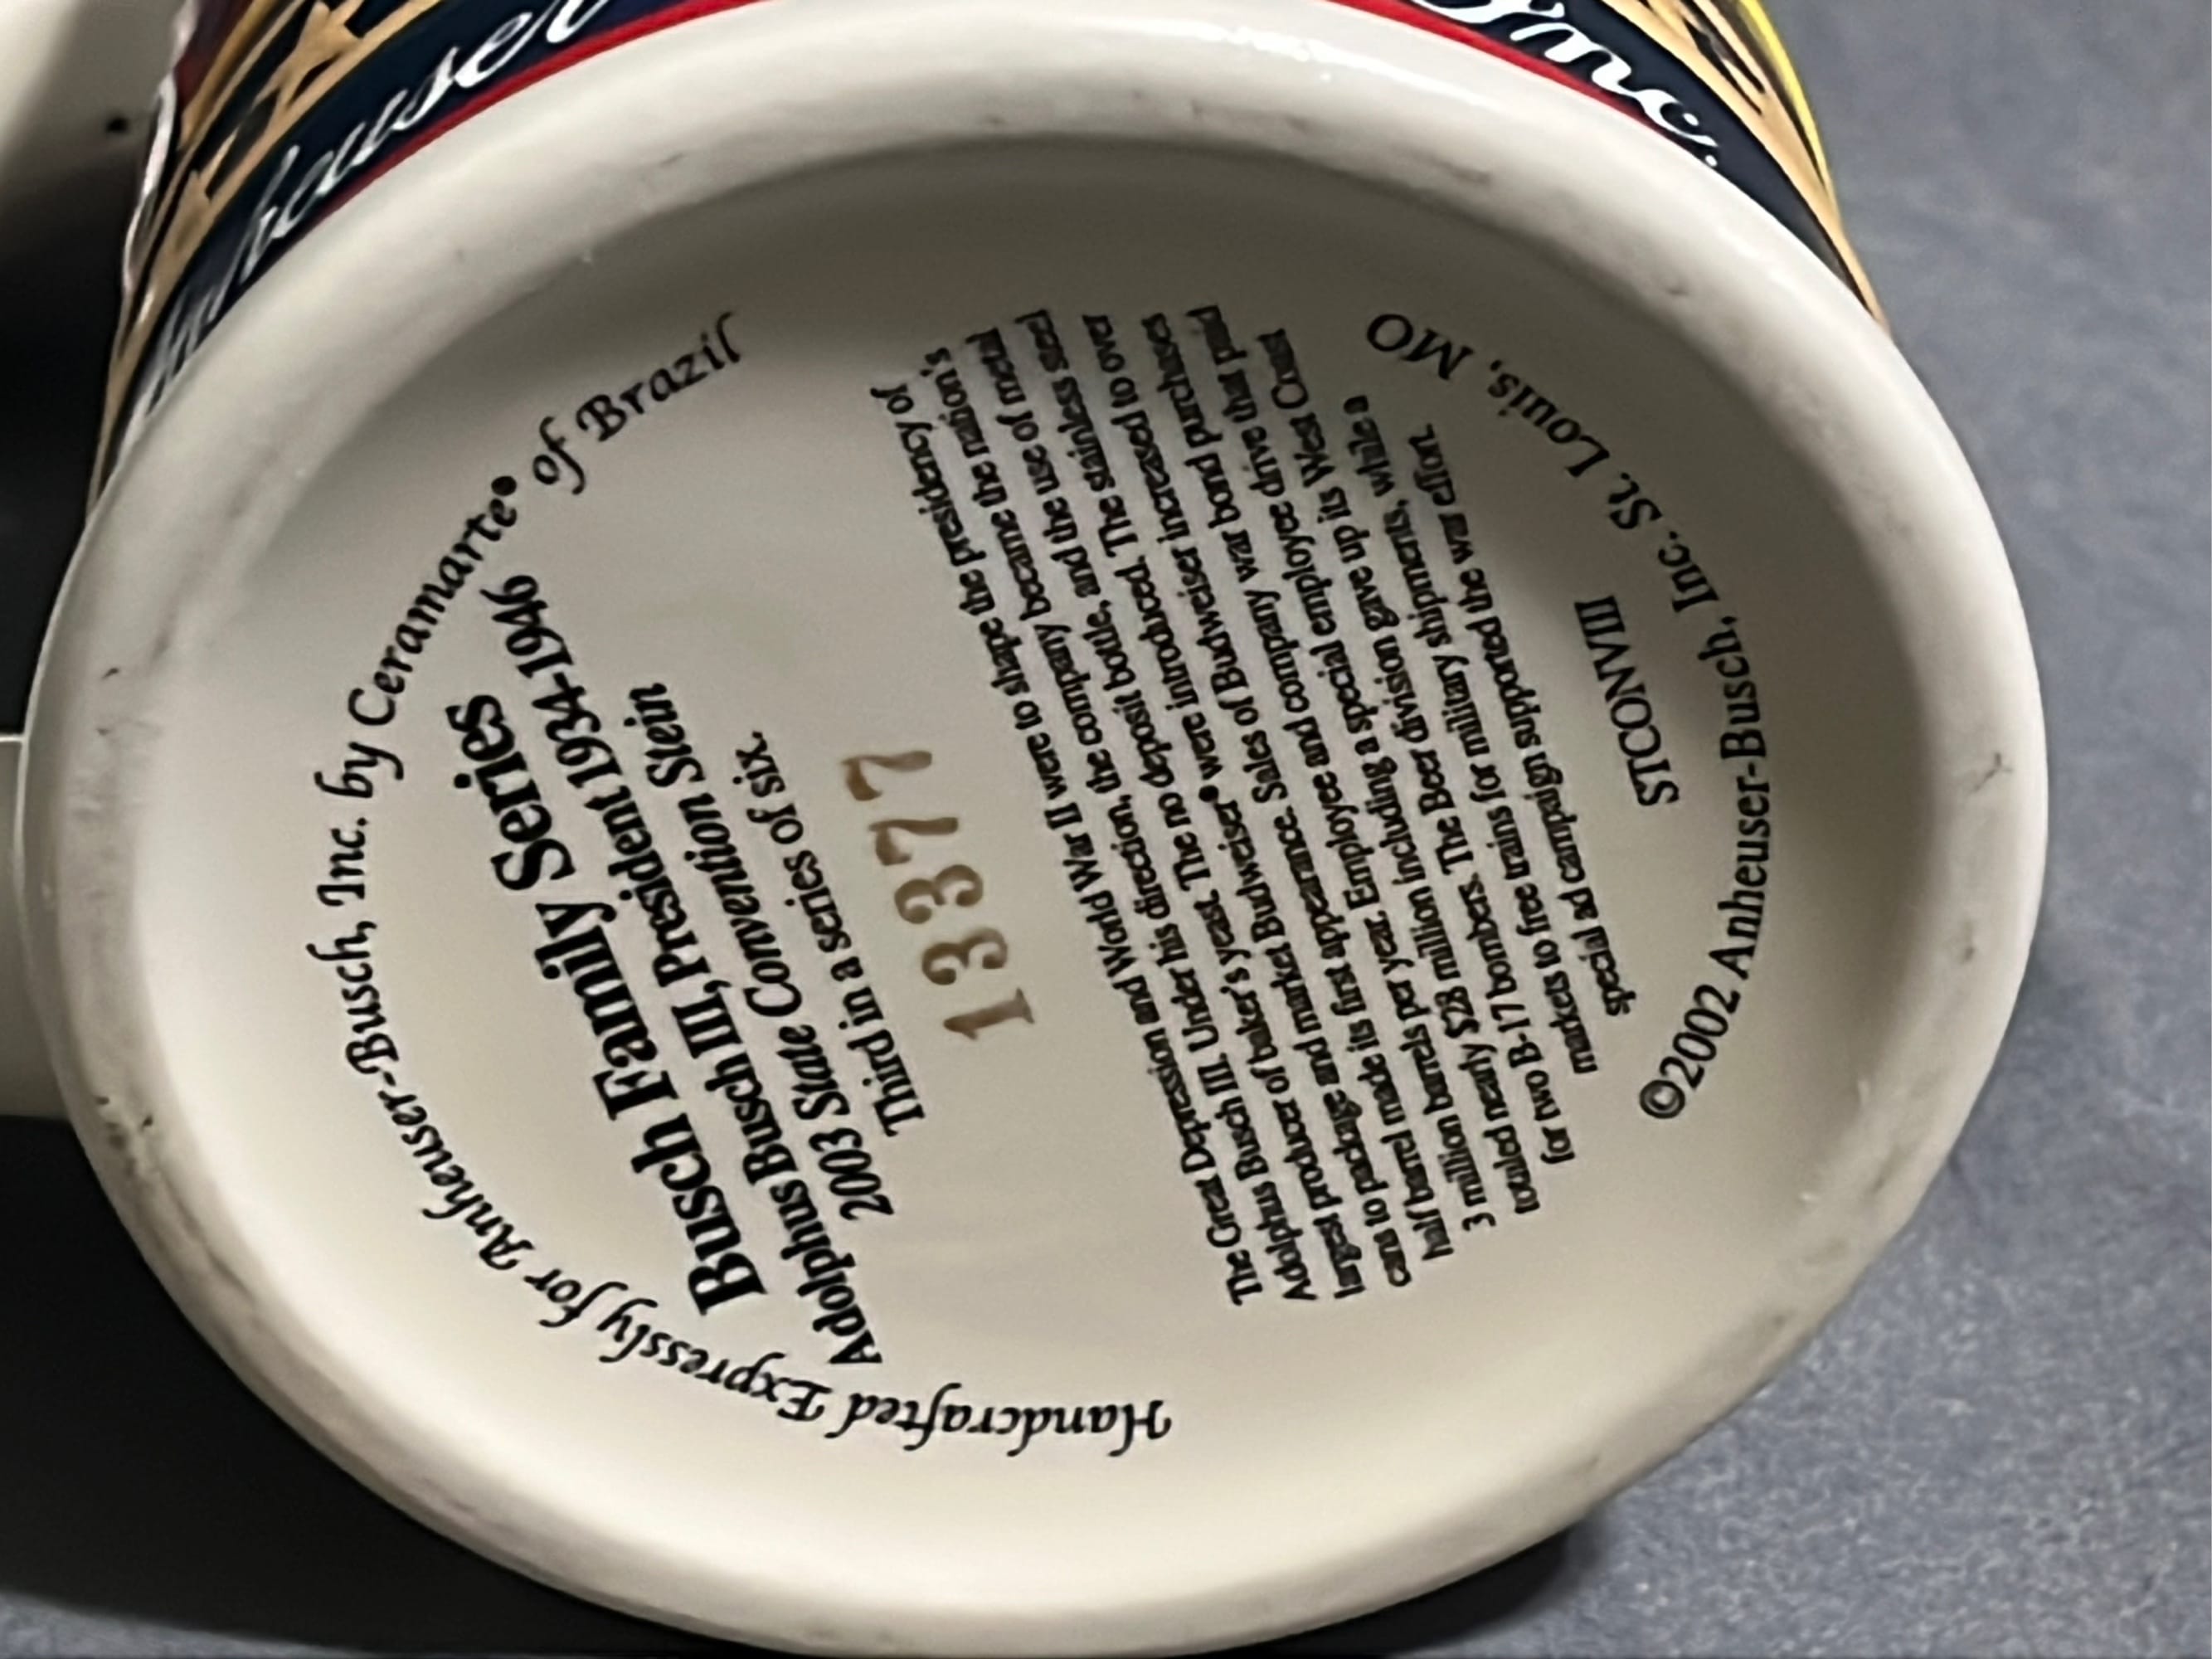 Anheuser
Inc.
Handcrafted Expressly for Anheuser-Busch, Inc. by Ceramarte® of Brazil
Busch Family Series
Adolphus Busch III, President 1934-1946
2003 State Convention Stein
Third in a series of six.
13377
The Great Depression and World War II were to shape the presidency of
Adolphus Busch III. Under his direction, the company became the nation's
largest producer of baker's yeast. The no deposit bottle, and the use of metal
cans to package and market Budweiser® were introduced. The stainless steel
half barrel made its first appearance. Sales of Budweiser increased to over
3 million barrels per year. Employee and company war bond purchases
totaled nearly $28 million including a special employee drive that paid
for two B-17 bombers. The Beer division gave up its West Coast
markets to free trains for military shipments, while a
special ad campaign supported the war effort.
STCONVIII
©2002 Anheuser-Busch, Inc. St. Louis, MO